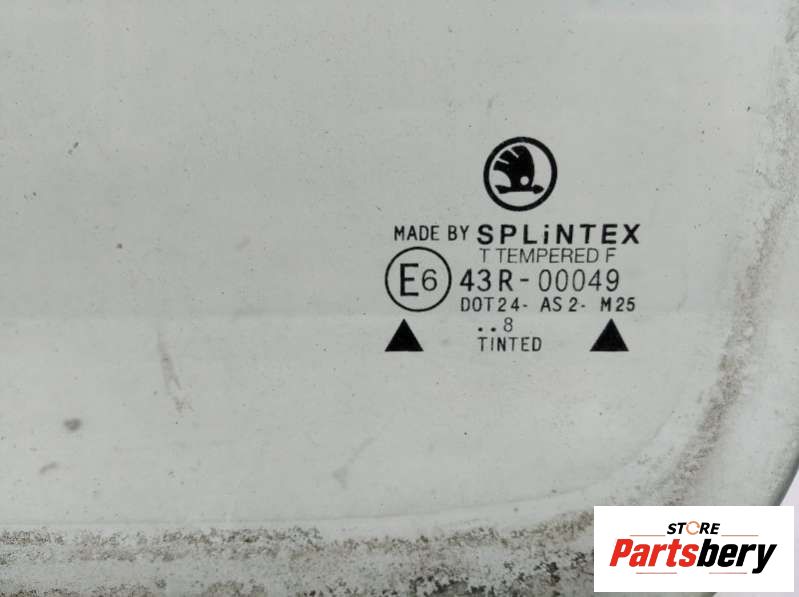 MADE BY SPLiNTEX
T TEMPERED F
E6 43R-00049
DOT24- AS2- M25
..8
TINTED
STORE
Partsbery